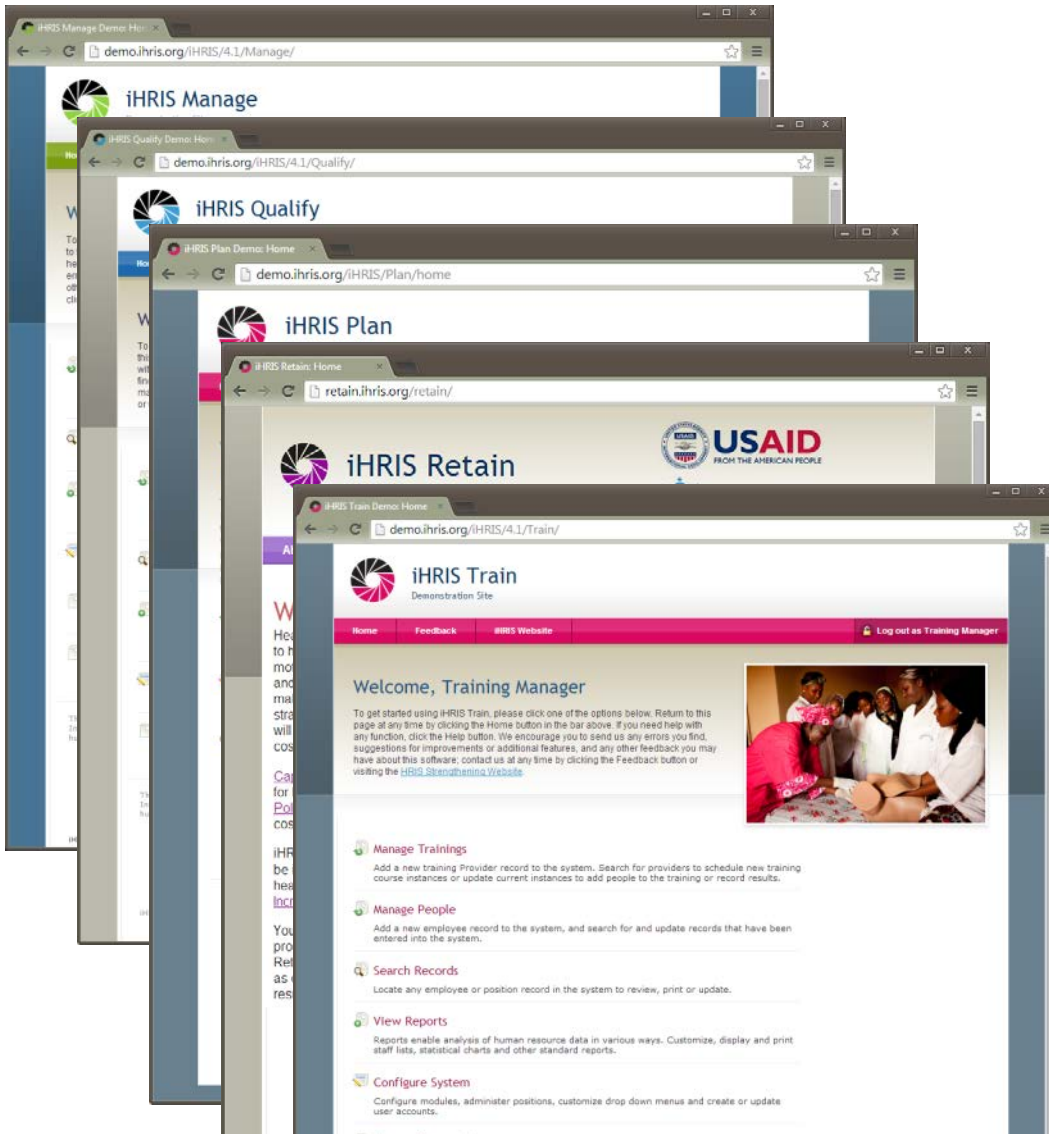 iHRIS Manage Demo: Hom
demo.ihris.org/iHRIS/4.1/Manage/
iHRIS Manage
iHRIS Qualify Demo: Hom
demo.ihris.org/iHRIS/4.1/Qualify/
iHRIS Qualify
iHRIS Plan Demo: Home
demo.ihris.org/iHRIS/Plan/home
iHRIS Plan
iHRIS Retain: Home
retain.ihris.org/retain/
iHRIS Retain
USAID
FROM THE AMERICAN PEOPLE
iHRIS Train Demo: Home
demo.ihris.org/iHRIS/4.1/Train/
iHRIS Train
Demonstration Site
Home Feedback iHRIS Website Log out as Training Manager
Welcome, Training Manager
To get started using iHRIS Train, please click one of the options below. Return to this
page at any time by clicking the Home button in the bar above. If you need help with
any function, click the Help button. We encourage you to send us any errors you find,
suggestions for improvements or additional features, and any other feedback you may
have about this software; contact us at any time by clicking the Feedback button or
visiting the HRIS Strengthening Website.
Manage Trainings
Add a new training Provider record to the system. Search for providers to schedule new training
course instances or update current instances to add people to the training or record results.
Manage People
Add a new employee record to the system, and search for and update records that have been
entered into the system.
Search Records
Locate any employee or position record in the system to review, print or update.
View Reports
Reports enable analysis of human resource data in various ways. Customize, display and print
staff lists, statistical charts and other standard reports.
Configure System
Configure modules, administer positions, customize drop down menus and create or update
user accounts.